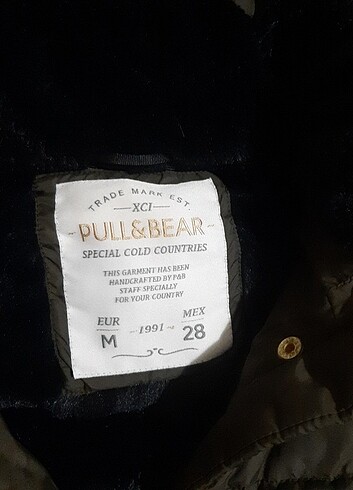 TRADE MARK EST.
XCI
PULL&BEAR
SPECIAL COLD COUNTRIES
THIS GARMENT HAS BEEN
HANDCRAFTED BY P&B
STAFF SPECIALLY
FOR YOUR COUNTRY
EUR MEX
M -1991- 28